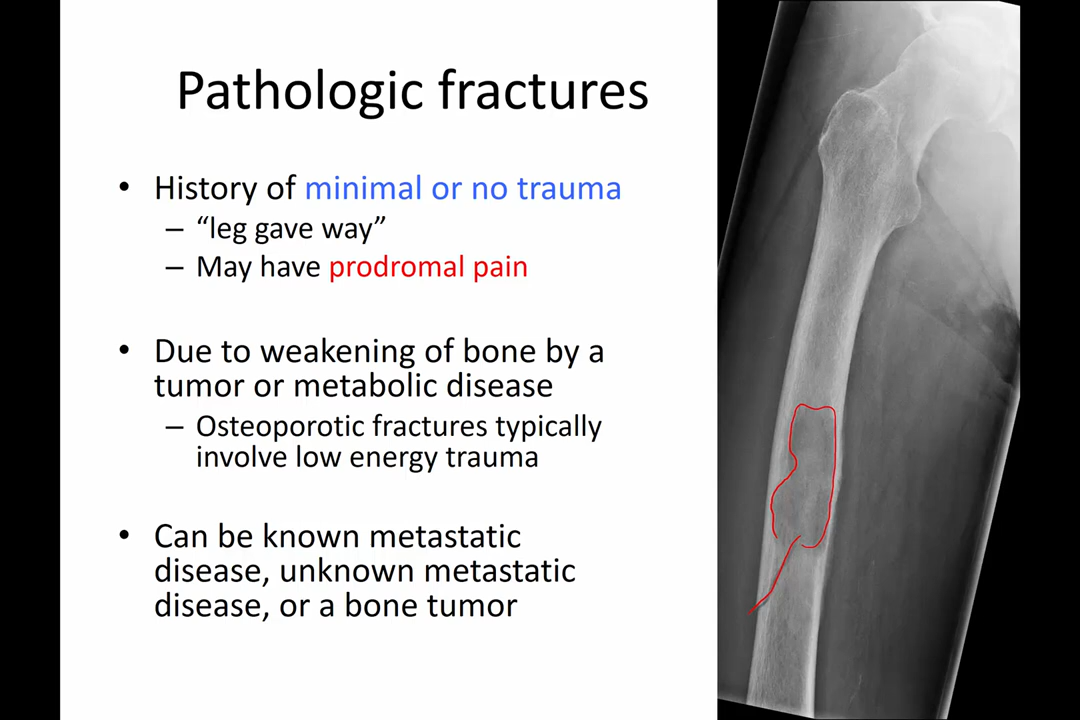 Pathologic fractures
• History of minimal or no trauma
– “leg gave way”
– May have prodromal pain
• Due to weakening of bone by a
tumor or metabolic disease
– Osteoporotic fractures typically
involve low energy trauma
• Can be known metastatic
disease, unknown metastatic
disease, or a bone tumor